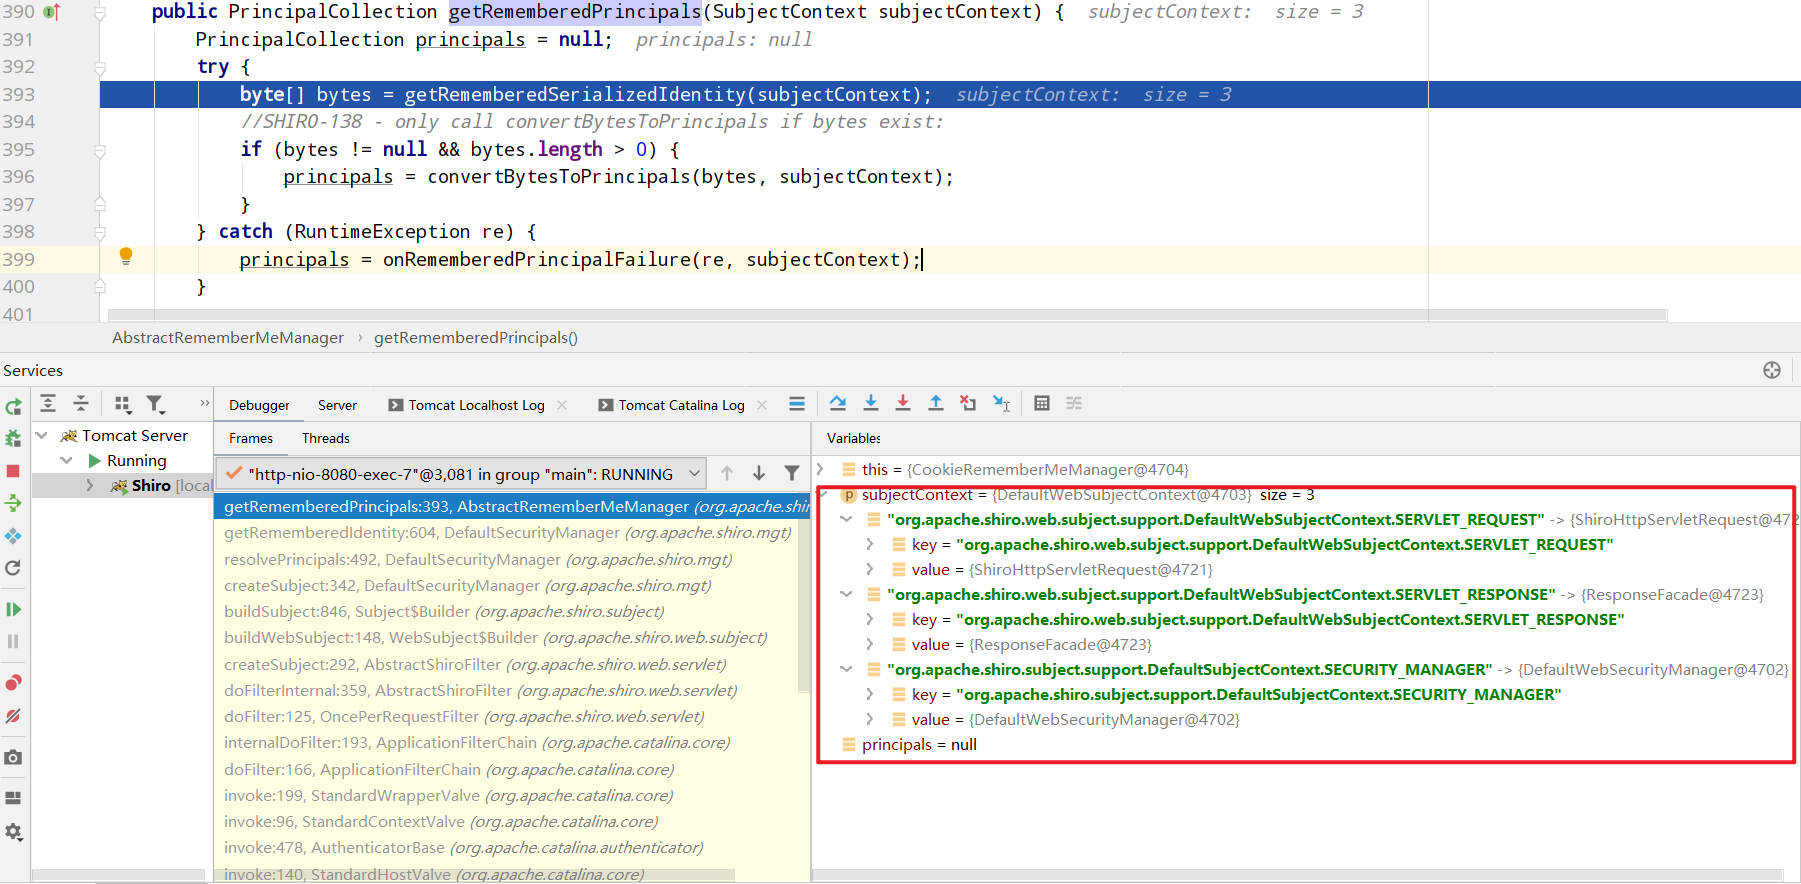 390 public PrincipalCollection getRememberedPrincipals(SubjectContext subjectContext) { subjectContext: size = 3
391 PrincipalCollection principals = null; principals: null
392 try {
393 byte[] bytes = getRememberedSerializedIdentity(subjectContext); subjectContext: size = 3
394 //SHIRO-138 - only call convertBytesToPrincipals if bytes exist:
395 if (bytes != null && bytes.length > 0) {
396 principals = convertBytesToPrincipals(bytes, subjectContext);
397 }
398 } catch (RuntimeException re) {
399 principals = onRememberedPrincipalFailure(re, subjectContext);
400 }
401
AbstractRememberMeManager › getRememberedPrincipals()
Services
Debugger Server Tomcat Localhost Log Tomcat Catalina Log
Tomcat Server
Running
Shiro [local
Frames Threads
"http-nio-8080-exec-7"@3,081 in group "main": RUNNING
getRememberedPrincipals:393, AbstractRememberMeManager (org.apache.shir
getRememberedIdentity:604, DefaultSecurityManager (org.apache.shiro.mgt)
resolvePrincipals:492, DefaultSecurityManager (org.apache.shiro.mgt)
createSubject:342, DefaultSecurityManager (org.apache.shiro.mgt)
buildSubject:846, Subject$Builder (org.apache.shiro.subject)
buildWebSubject:148, WebSubject$Builder (org.apache.shiro.web.subject)
createSubject:292, AbstractShiroFilter (org.apache.shiro.web.servlet)
doFilterInternal:359, AbstractShiroFilter (org.apache.shiro.web.servlet)
doFilter:125, OncePerRequestFilter (org.apache.shiro.web.servlet)
internalDoFilter:193, ApplicationFilterChain (org.apache.catalina.core)
doFilter:166, ApplicationFilterChain (org.apache.catalina.core)
invoke:199, StandardWrapperValve (org.apache.catalina.core)
invoke:96, StandardContextValve (org.apache.catalina.core)
invoke:478, AuthenticatorBase (org.apache.catalina.authenticator)
invoke:140, StandardHostValve (org.apache.catalina.core)
Variables
this = {CookieRememberMeManager@4704}
subjectContext = {DefaultWebSubjectContext@4703} size = 3
"org.apache.shiro.web.subject.support.DefaultWebSubjectContext.SERVLET_REQUEST" -> {ShiroHttpServletRequest@472
key = "org.apache.shiro.web.subject.support.DefaultWebSubjectContext.SERVLET_REQUEST"
value = {ShiroHttpServletRequest@4721}
"org.apache.shiro.web.subject.support.DefaultWebSubjectContext.SERVLET_RESPONSE" -> {ResponseFacade@4723}
key = "org.apache.shiro.web.subject.support.DefaultWebSubjectContext.SERVLET_RESPONSE"
value = {ResponseFacade@4723}
"org.apache.shiro.subject.support.DefaultSubjectContext.SECURITY_MANAGER" -> {DefaultWebSecurityManager@4702}
key = "org.apache.shiro.subject.support.DefaultSubjectContext.SECURITY_MANAGER"
value = {DefaultWebSecurityManager@4702}
principals = null